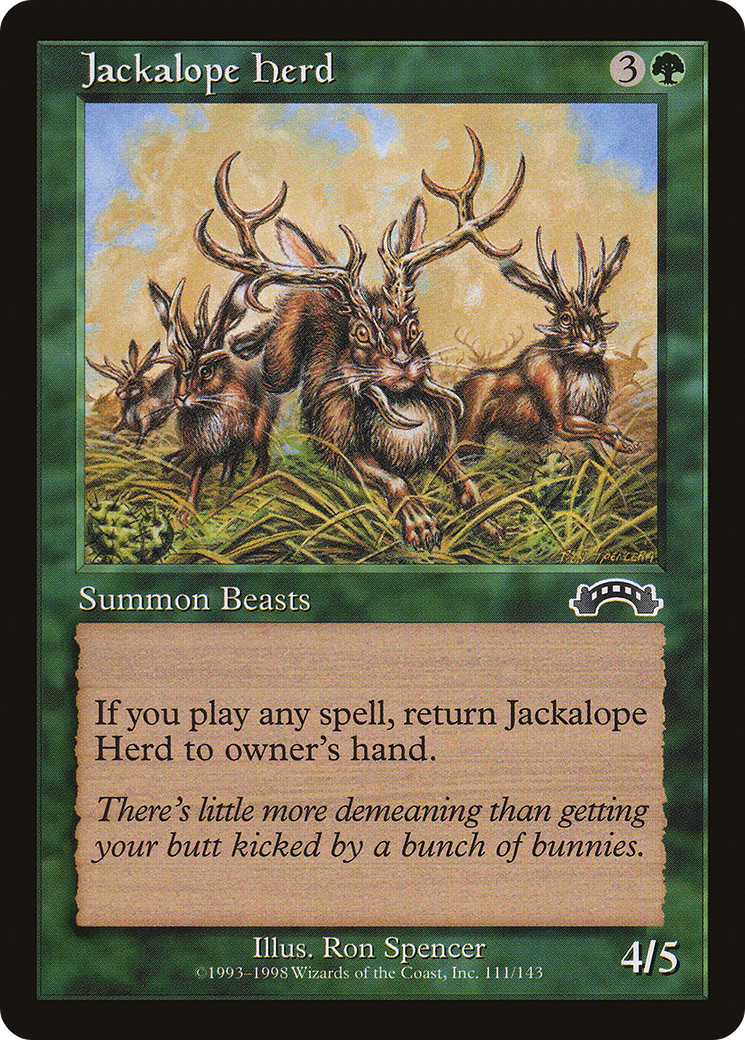 Jackalope Herd
3
Summon Beasts
If you play any spell, return Jackalope
Herd to owner's hand.
There's little more demeaning than getting
your butt kicked by a bunch of bunnies.
Illus. Ron Spencer
©1993–1998 Wizards of the Coast, Inc. 111/143
4/5